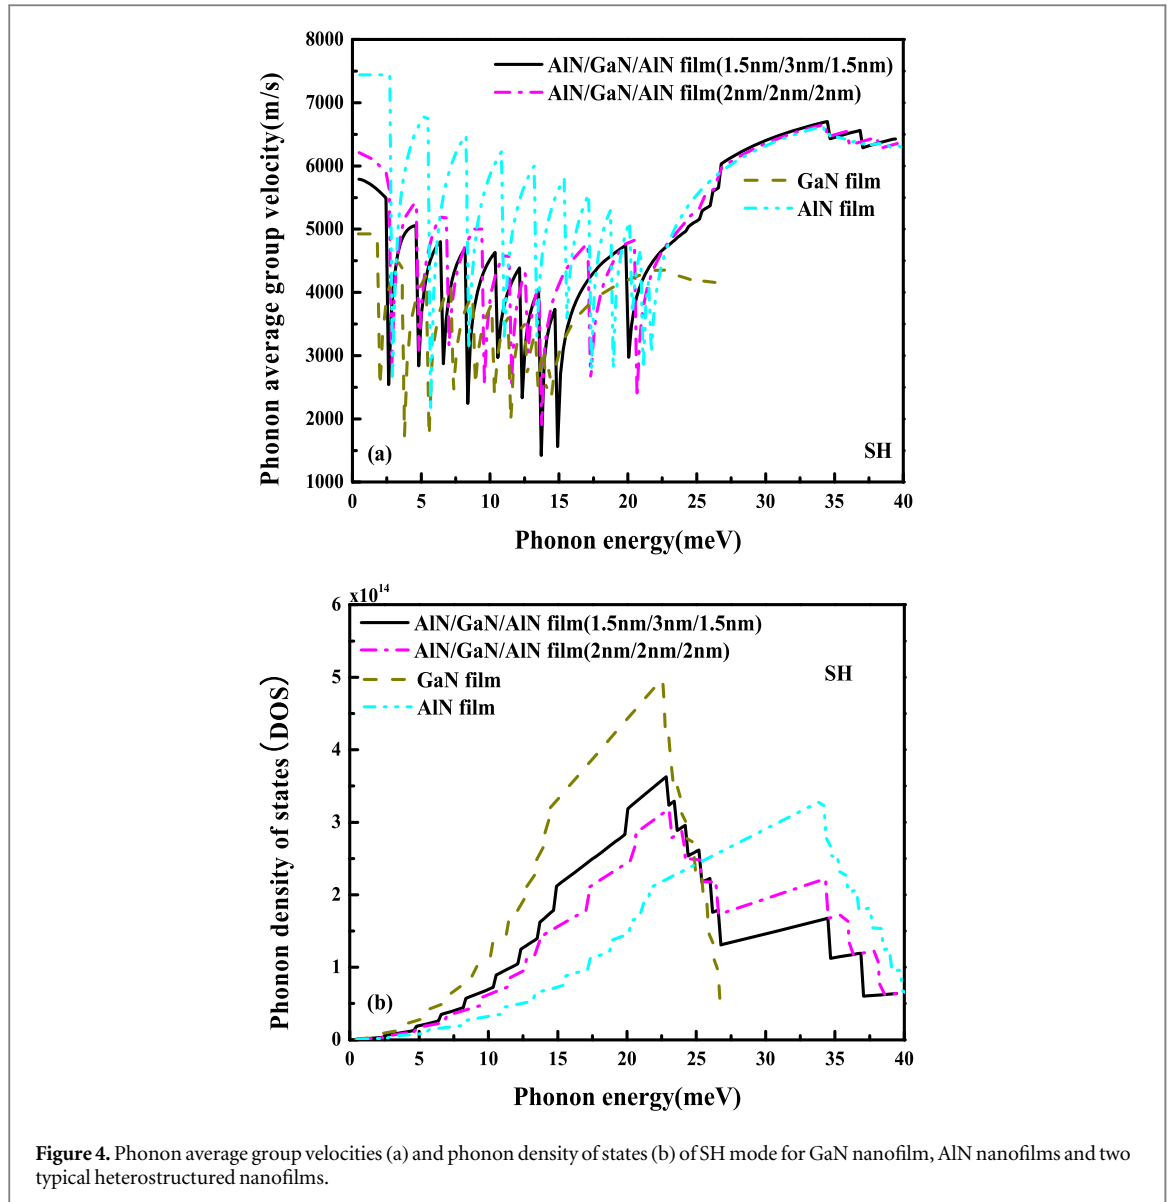 8000
7000
6000
5000
4000
3000
2000
1000
Phonon average group velocity(m/s)
AlN/GaN/AlN film(1.5nm/3nm/1.5nm)
AlN/GaN/AlN film(2nm/2nm/2nm)
GaN film
AlN film
(a)
SH
0 5 10 15 20 25 30 35 40
Phonon energy(meV)
x10^14
6
5
4
3
2
1
0
Phonon density of states (DOS)
AlN/GaN/AlN film(1.5nm/3nm/1.5nm)
AlN/GaN/AlN film(2nm/2nm/2nm)
GaN film
AlN film
SH
(b)
0 5 10 15 20 25 30 35 40
Phonon energy(meV)
Figure 4. Phonon average group velocities (a) and phonon density of states (b) of SH mode for GaN nanofilm, AlN nanofilms and two
typical heterostructured nanofilms.